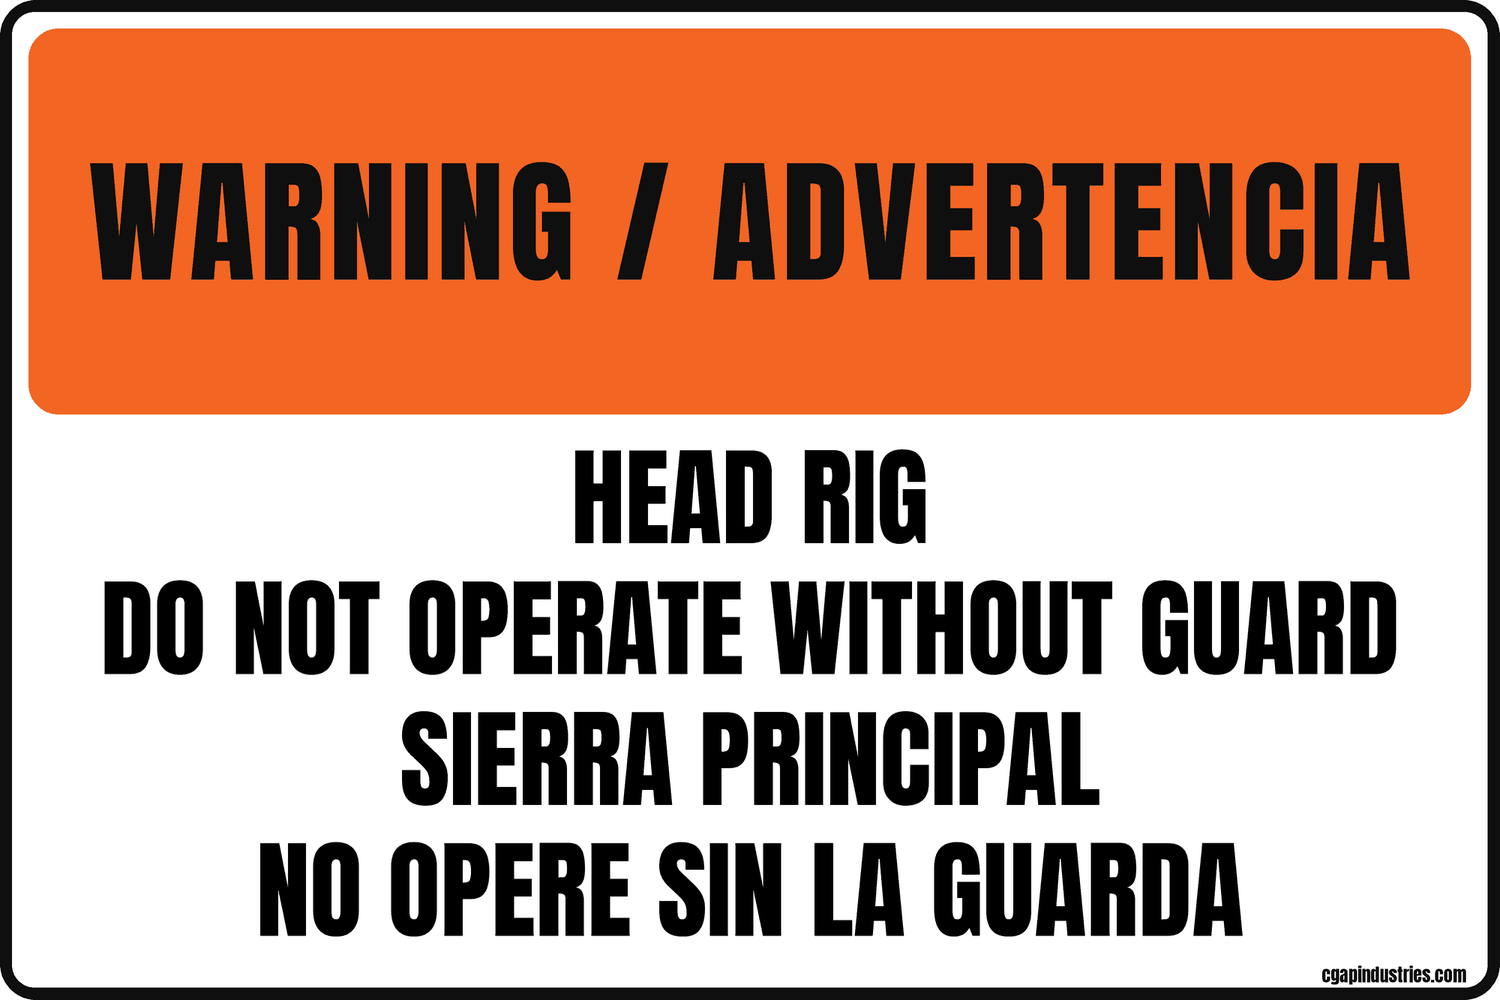 WARNING / ADVERTENCIA
HEAD RIG
DO NOT OPERATE WITHOUT GUARD
SIERRA PRINCIPAL
NO OPERE SIN LA GUARDA
cgapindustries.com